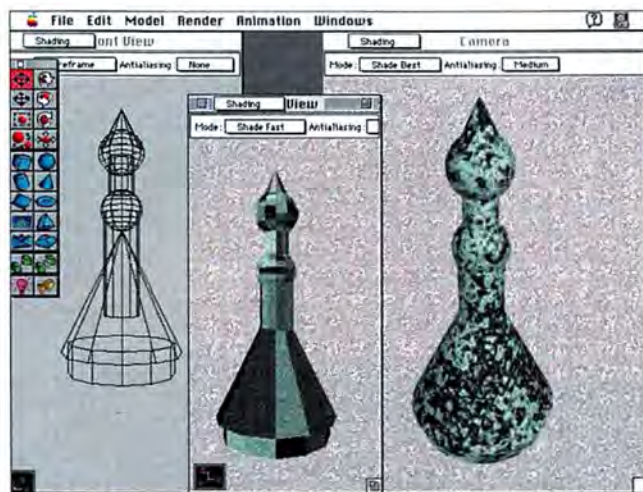 File Edit Model Render Animation Windows
Shading ont View
Shading Camera
reframe Antialiasing None
Mode: Shade Best Antialiasing: Medium
Shading View
Mode: Shade Fast Antialiasing